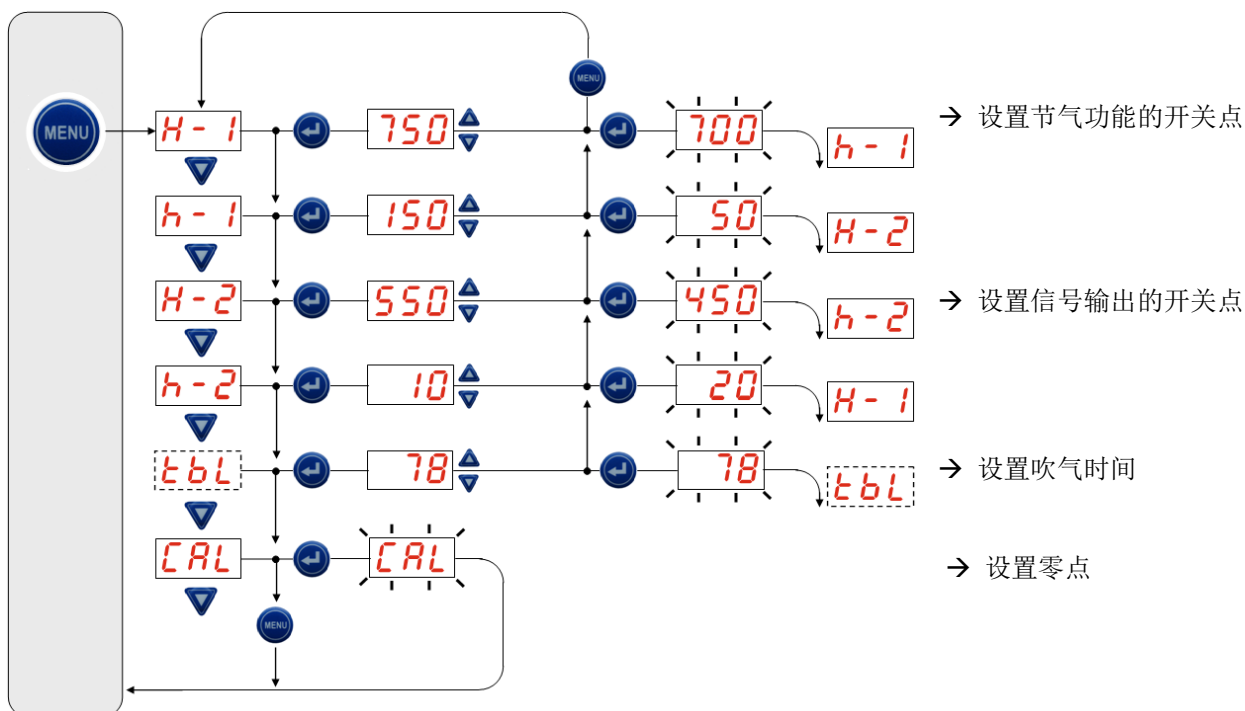 MENU
MENU H-1 750 700 h-1 → 设置节气功能的开关点
h-1 150 50 H-2
H-2 550 450 h-2 → 设置信号输出的开关点
h-2 10 20 H-1
tbL 78 78 tbL → 设置吹气时间
CAL CAL → 设置零点
MENU